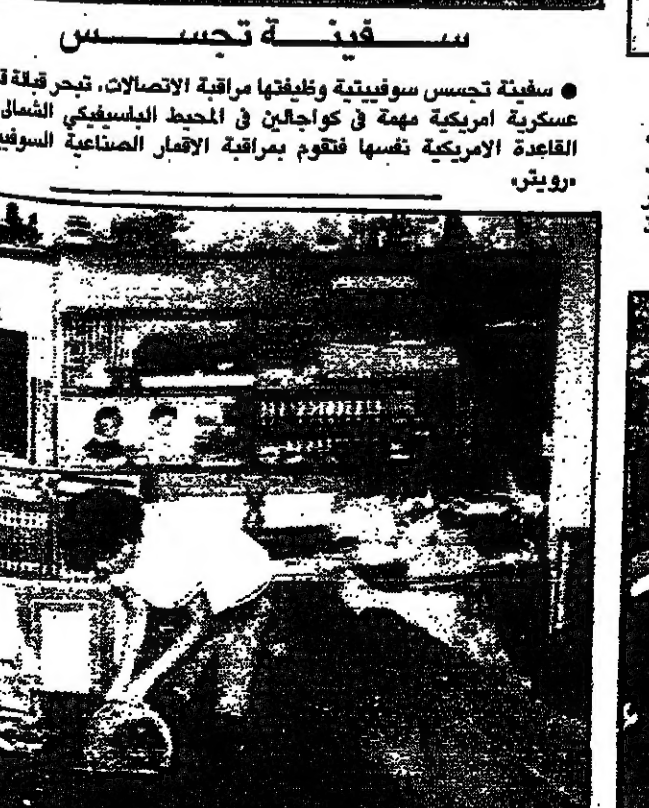 سفينة تجسس
● سفينة تجسس سوفييتية وظيفتها مراقبة الاتصالات، تبحر قبالة
عسكرية امريكية مهمة في كواجالين في المحيط الباسيفيكي الشمالي
القاعدة الامريكية نفسها فتقوم بمراقبة الاقمار الصناعية
«رويتر»